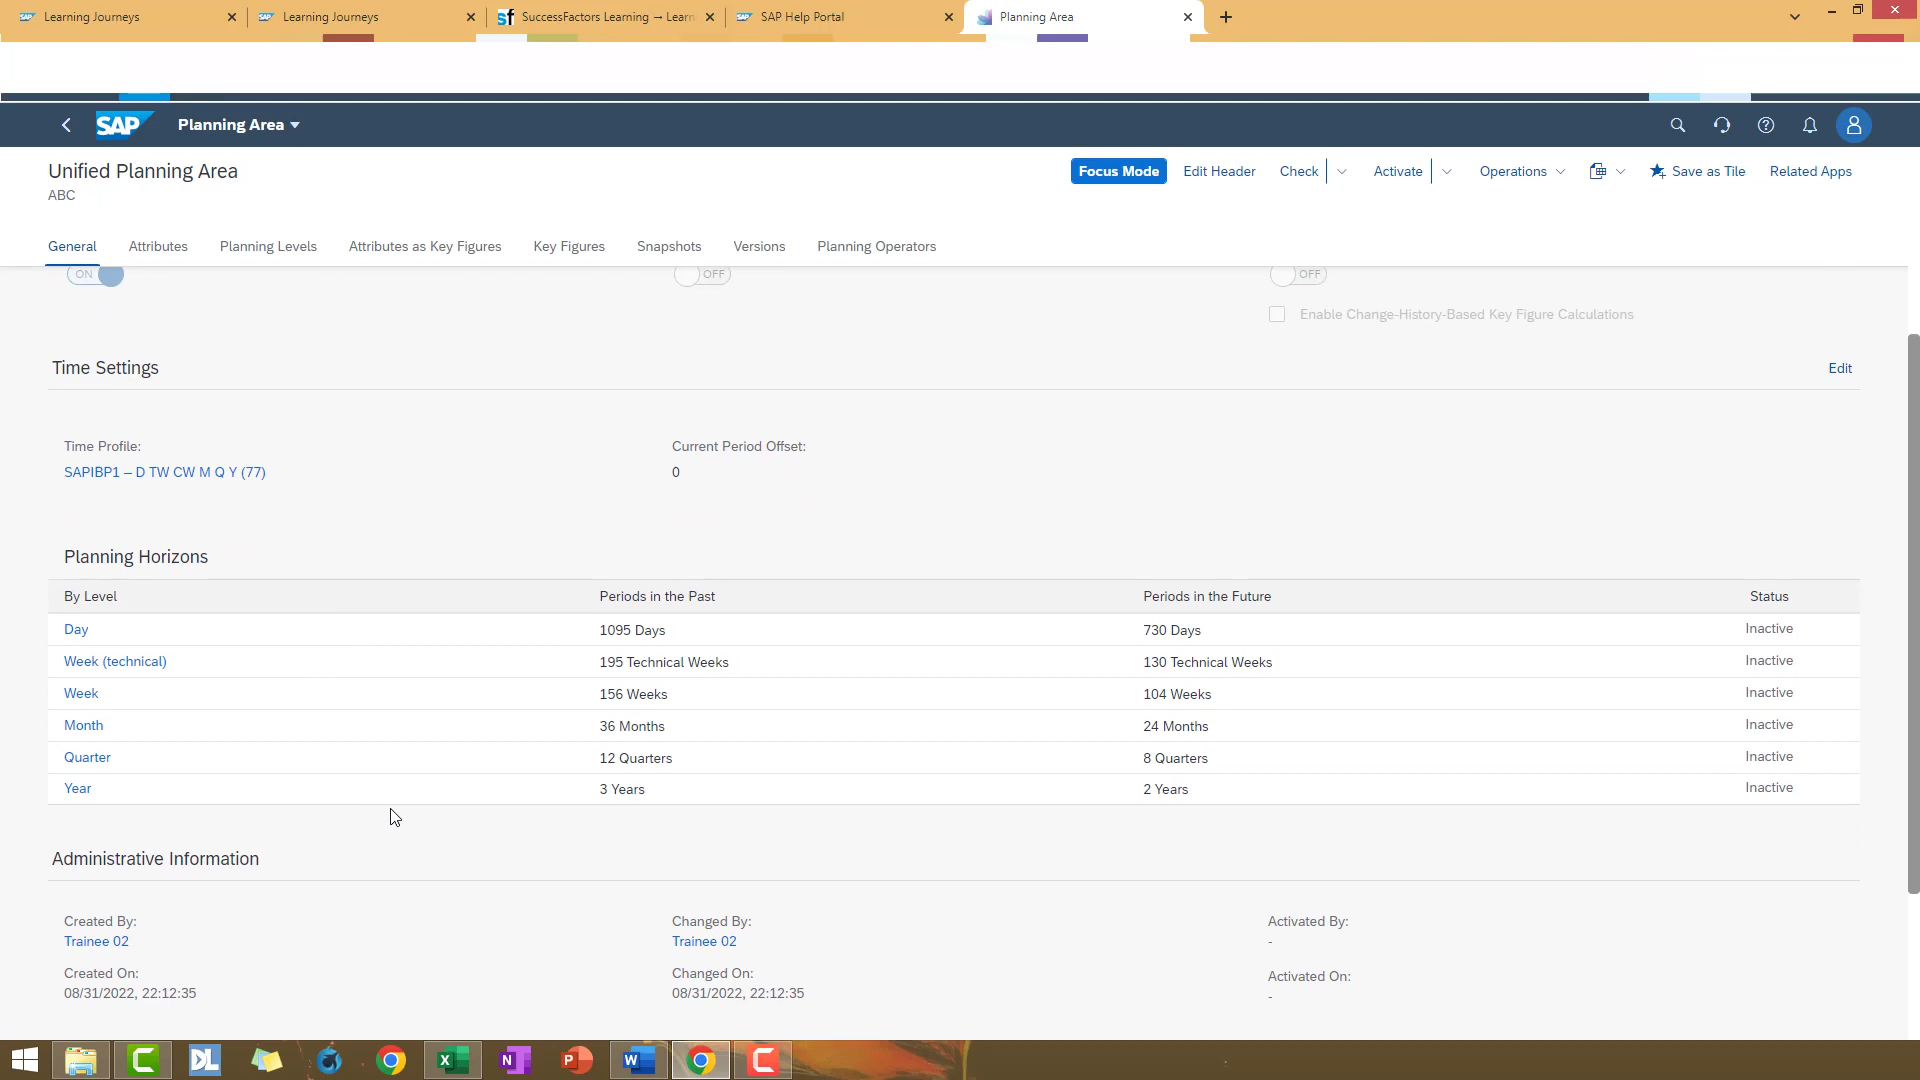 Learning Journeys
Learning Journeys
SuccessFactors Learning → Learn
SAP Help Portal
Planning Area
SAP Planning Area
Unified Planning Area
ABC
Focus Mode Edit Header Check Activate Operations Save as Tile Related Apps
General Attributes Planning Levels Attributes as Key Figures Key Figures Snapshots Versions Planning Operators
ON OFF OFF
Enable Change-History-Based Key Figure Calculations
Time Settings Edit
Time Profile: Current Period Offset:
SAPIBP1 – D TW CW M Q Y (77) 0
Planning Horizons
By Level Periods in the Past Periods in the Future Status
Day 1095 Days 730 Days Inactive
Week (technical) 195 Technical Weeks 130 Technical Weeks Inactive
Week 156 Weeks 104 Weeks Inactive
Month 36 Months 24 Months Inactive
Quarter 12 Quarters 8 Quarters Inactive
Year 3 Years 2 Years Inactive
Administrative Information
Created By: Changed By: Activated By:
Trainee 02 Trainee 02 -
Created On: Changed On: Activated On:
08/31/2022, 22:12:35 08/31/2022, 22:12:35 -